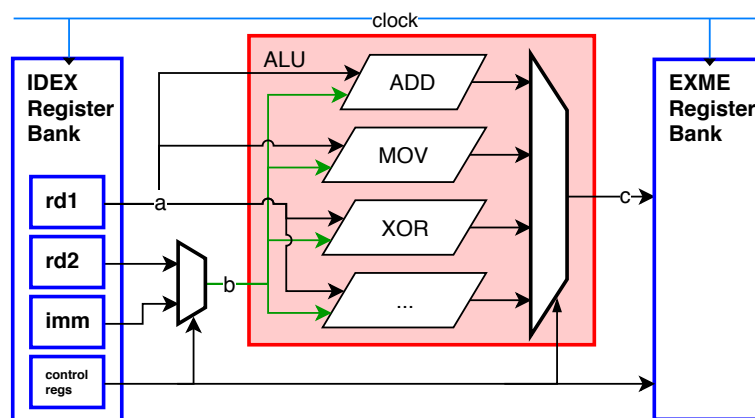 clock
IDEX
Register
Bank
ALU
ADD
EXME
Register
Bank
MOV
rd1
a
c
XOR
rd2
b
imm
...
control
regs